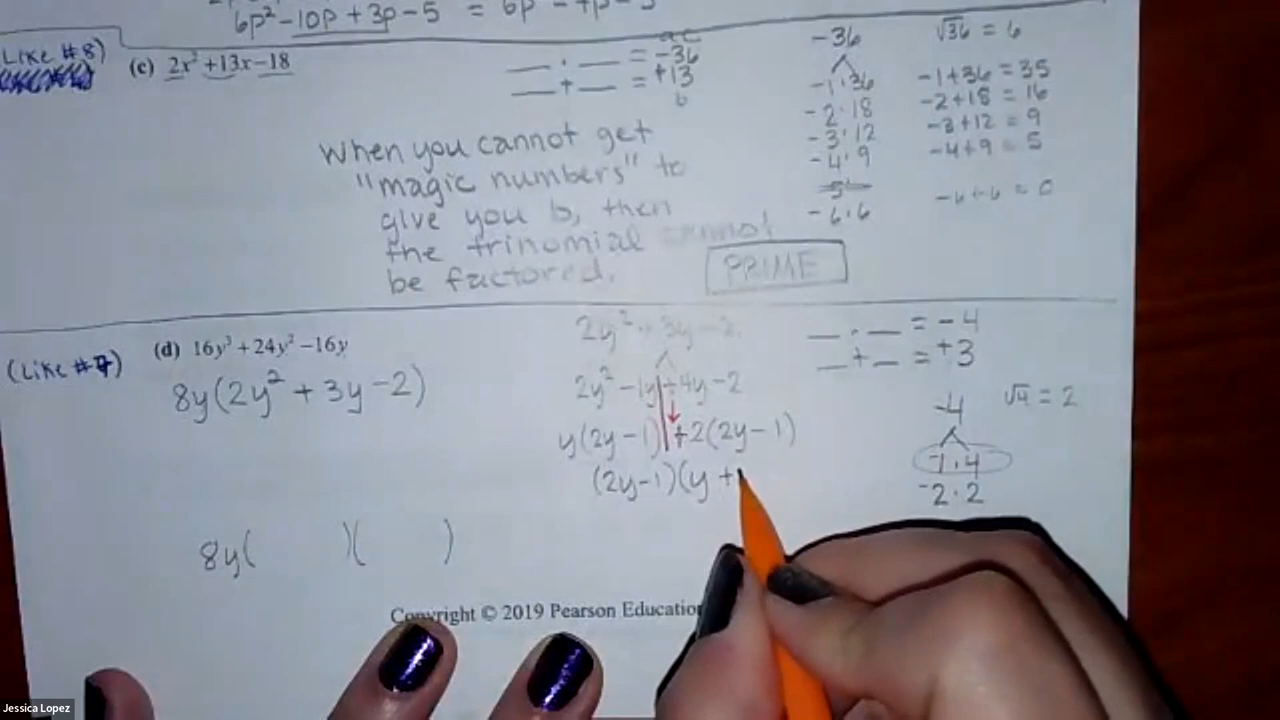 6p² -10p + 3p -5 = 6p² -7p -5
(Like #8)
(c) 2x² +13x -18
ac
__ · __ = -36
__ + __ = +13
b
-36
-1·36
-2·18
-3·12
-4·9
-6·6
√36 = 6
-1+36 = 35
-2+18 = 16
-3+12 = 9
-4+9 = 5
-6+6 = 0
When you cannot get
"magic numbers" to
give you b, then
the trinomial cannot
be factored.
PRIME
(Like #7)
(d) 16y³ + 24y² −16y
8y(2y² + 3y -2)
8y(        )(        )
2y² + 3y -2
2y² -1y +4y -2
y(2y-1) +2(2y-1)
(2y-1)(y +
__ · __ = -4
__ + __ = +3
-4
-1·4
-2·2
√4 = 2
Copyright © 2019 Pearson Education
Jessica Lopez